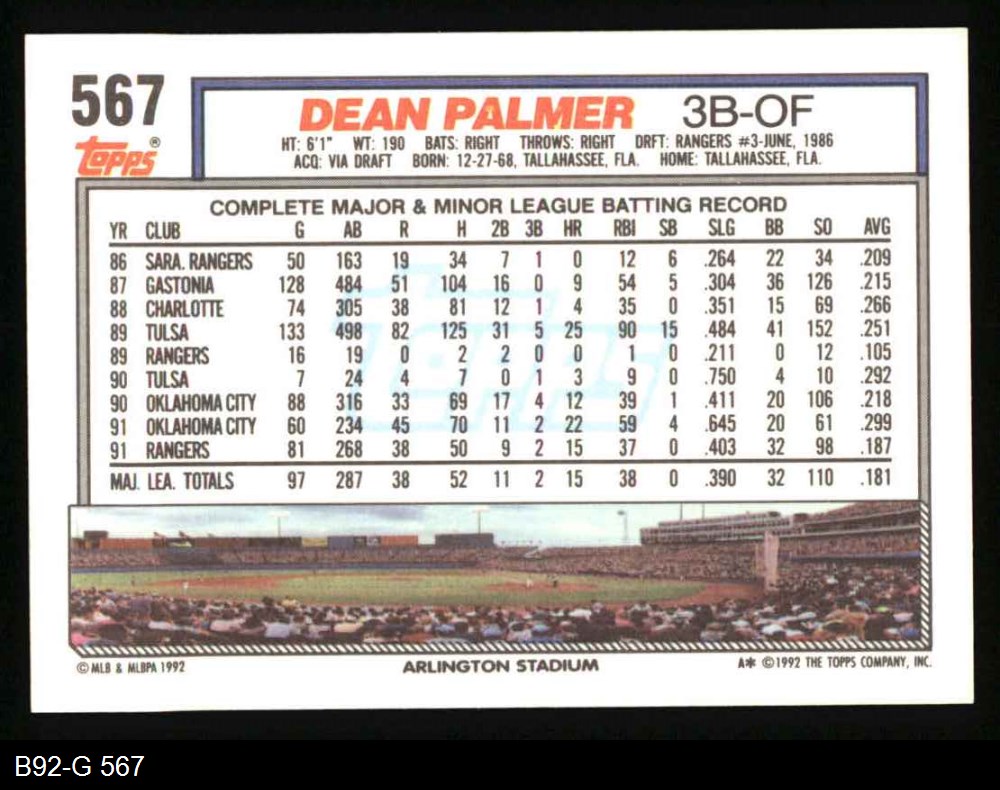 567
Topps®
DEAN PALMER 3B-OF
HT: 6'1" WT: 190 BATS: RIGHT THROWS: RIGHT DRFT: RANGERS #3-JUNE, 1986
ACQ: VIA DRAFT BORN: 12-27-68, TALLAHASSEE, FLA. HOME: TALLAHASSEE, FLA.
COMPLETE MAJOR & MINOR LEAGUE BATTING RECORD
YR CLUB G AB R H 2B 3B HR RBI SB SLG BB SO AVG
86 SARA. RANGERS 50 163 19 34 7 1 0 12 6 .264 22 34 .209
87 GASTONIA 128 484 51 104 16 0 9 54 5 .304 36 126 .215
88 CHARLOTTE 74 305 38 81 12 1 4 35 0 .351 15 69 .266
89 TULSA 133 498 82 125 31 5 25 90 15 .484 41 152 .251
89 RANGERS 16 19 0 2 2 0 0 1 0 .211 0 12 .105
90 TULSA 7 24 4 7 0 1 3 9 0 .750 4 10 .292
90 OKLAHOMA CITY 88 316 33 69 17 4 12 39 1 .411 20 106 .218
91 OKLAHOMA CITY 60 234 45 70 11 2 22 59 4 .645 20 61 .299
91 RANGERS 81 268 38 50 9 2 15 37 0 .403 32 98 .187
MAJ. LEA. TOTALS 97 287 38 52 11 2 15 38 0 .390 32 110 .181
Topps
© MLB & MLBPA 1992 ARLINGTON STADIUM A* © 1992 THE TOPPS COMPANY, INC.
B92-G 567